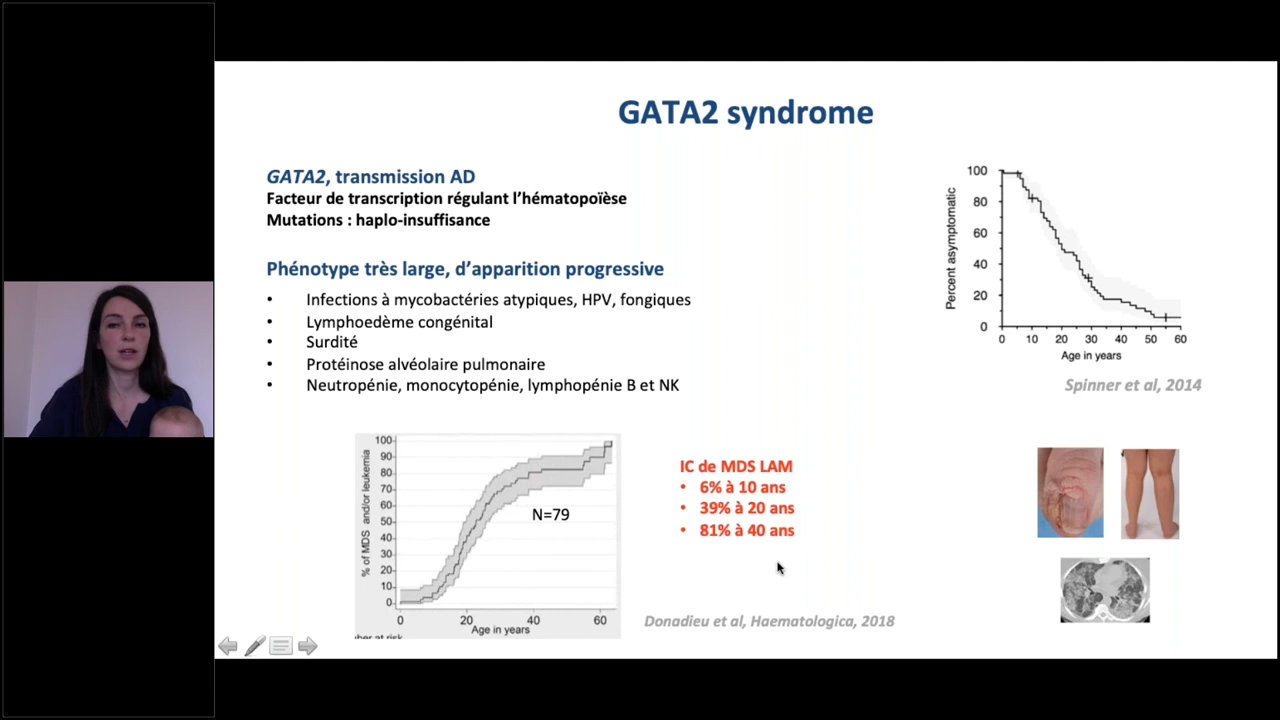 GATA2 syndrome
GATA2, transmission AD
Facteur de transcription régulant l’hématopoïèse
Mutations : haplo-insuffisance
Phénotype très large, d’apparition progressive
• Infections à mycobactéries atypiques, HPV, fongiques
• Lymphoedème congénital
• Surdité
• Protéinose alvéolaire pulmonaire
• Neutropénie, monocytopénie, lymphopénie B et NK
Percent asymptomatic
100
80
60
40
20
0
0 10 20 30 40 50 60
Age in years
Spinner et al, 2014
% of MDS and/or leukemia
100
90
80
70
60
50
40
30
20
10
0
N=79
0 20 40 60
Age in years
IC de MDS LAM
• 6% à 10 ans
• 39% à 20 ans
• 81% à 40 ans
Donadieu et al, Haematologica, 2018
at risk